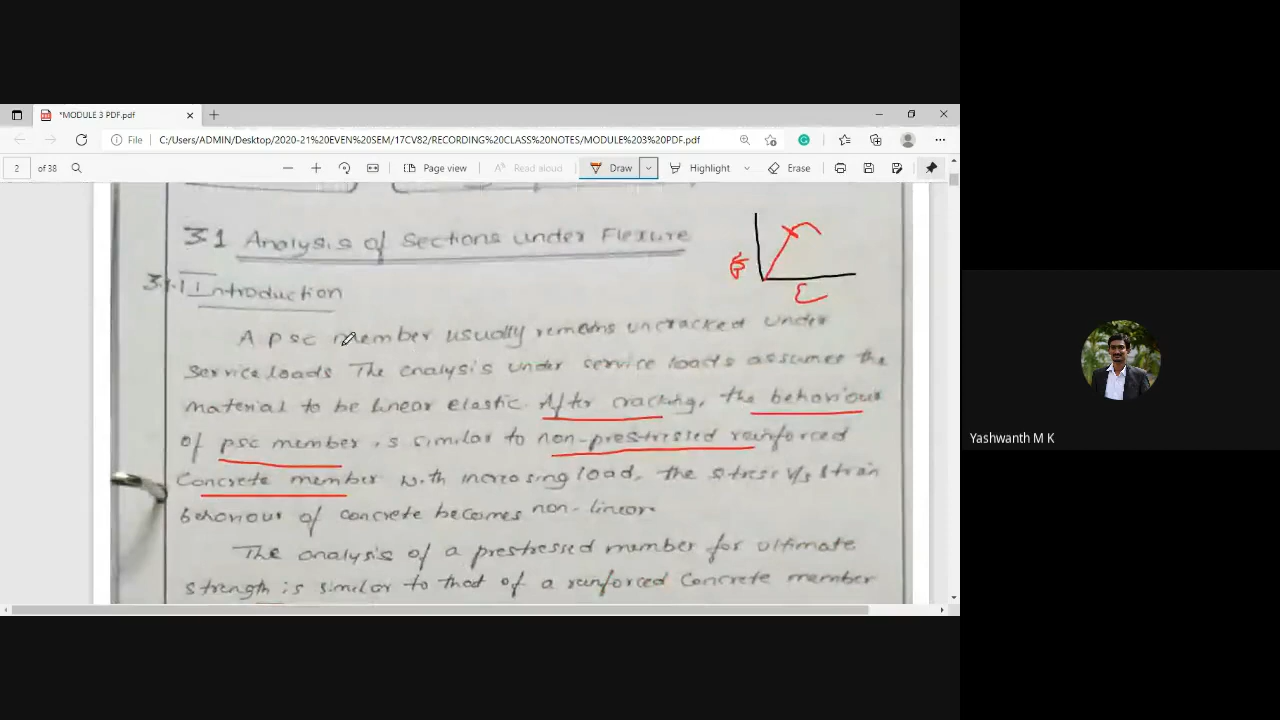 *MODULE 3 PDF.pdf
File C:/Users/ADMIN/Desktop/2020-21%20EVEN%20SEM/17CV82/RECORDING%20CLASS%20NOTES/MODULE%203%20PDF.pdf
2 of 38 Page view Read aloud Draw Highlight Erase
3.1 Analysis of Sections under Flexure
3.1.1 Introduction
σ
ε
A psc member usually remains uncracked under
service loads The analysis under service loads assumes the
material to be linear elastic. After cracking, the behaviour
of psc member is similar to non-prestressed reinforced
Concrete member with increasing load, the stress v/s strain
behaviour of concrete becomes non-linear.
The analysis of a prestressed member for ultimate
strength is similar to that of a reinforced Concrete member
Yashwanth M K